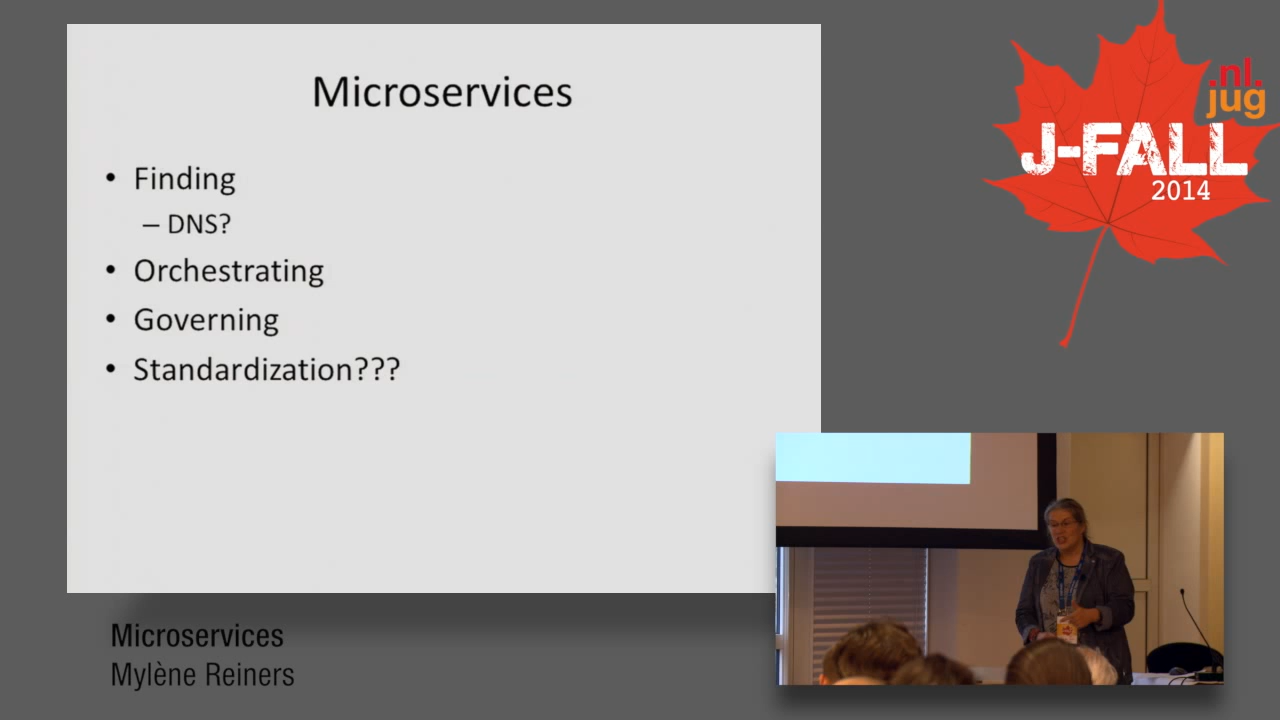 Microservices
• Finding
– DNS?
• Orchestrating
• Governing
• Standardization???
.nl.
jug
J-FALL
2014
Microservices
Mylène Reiners